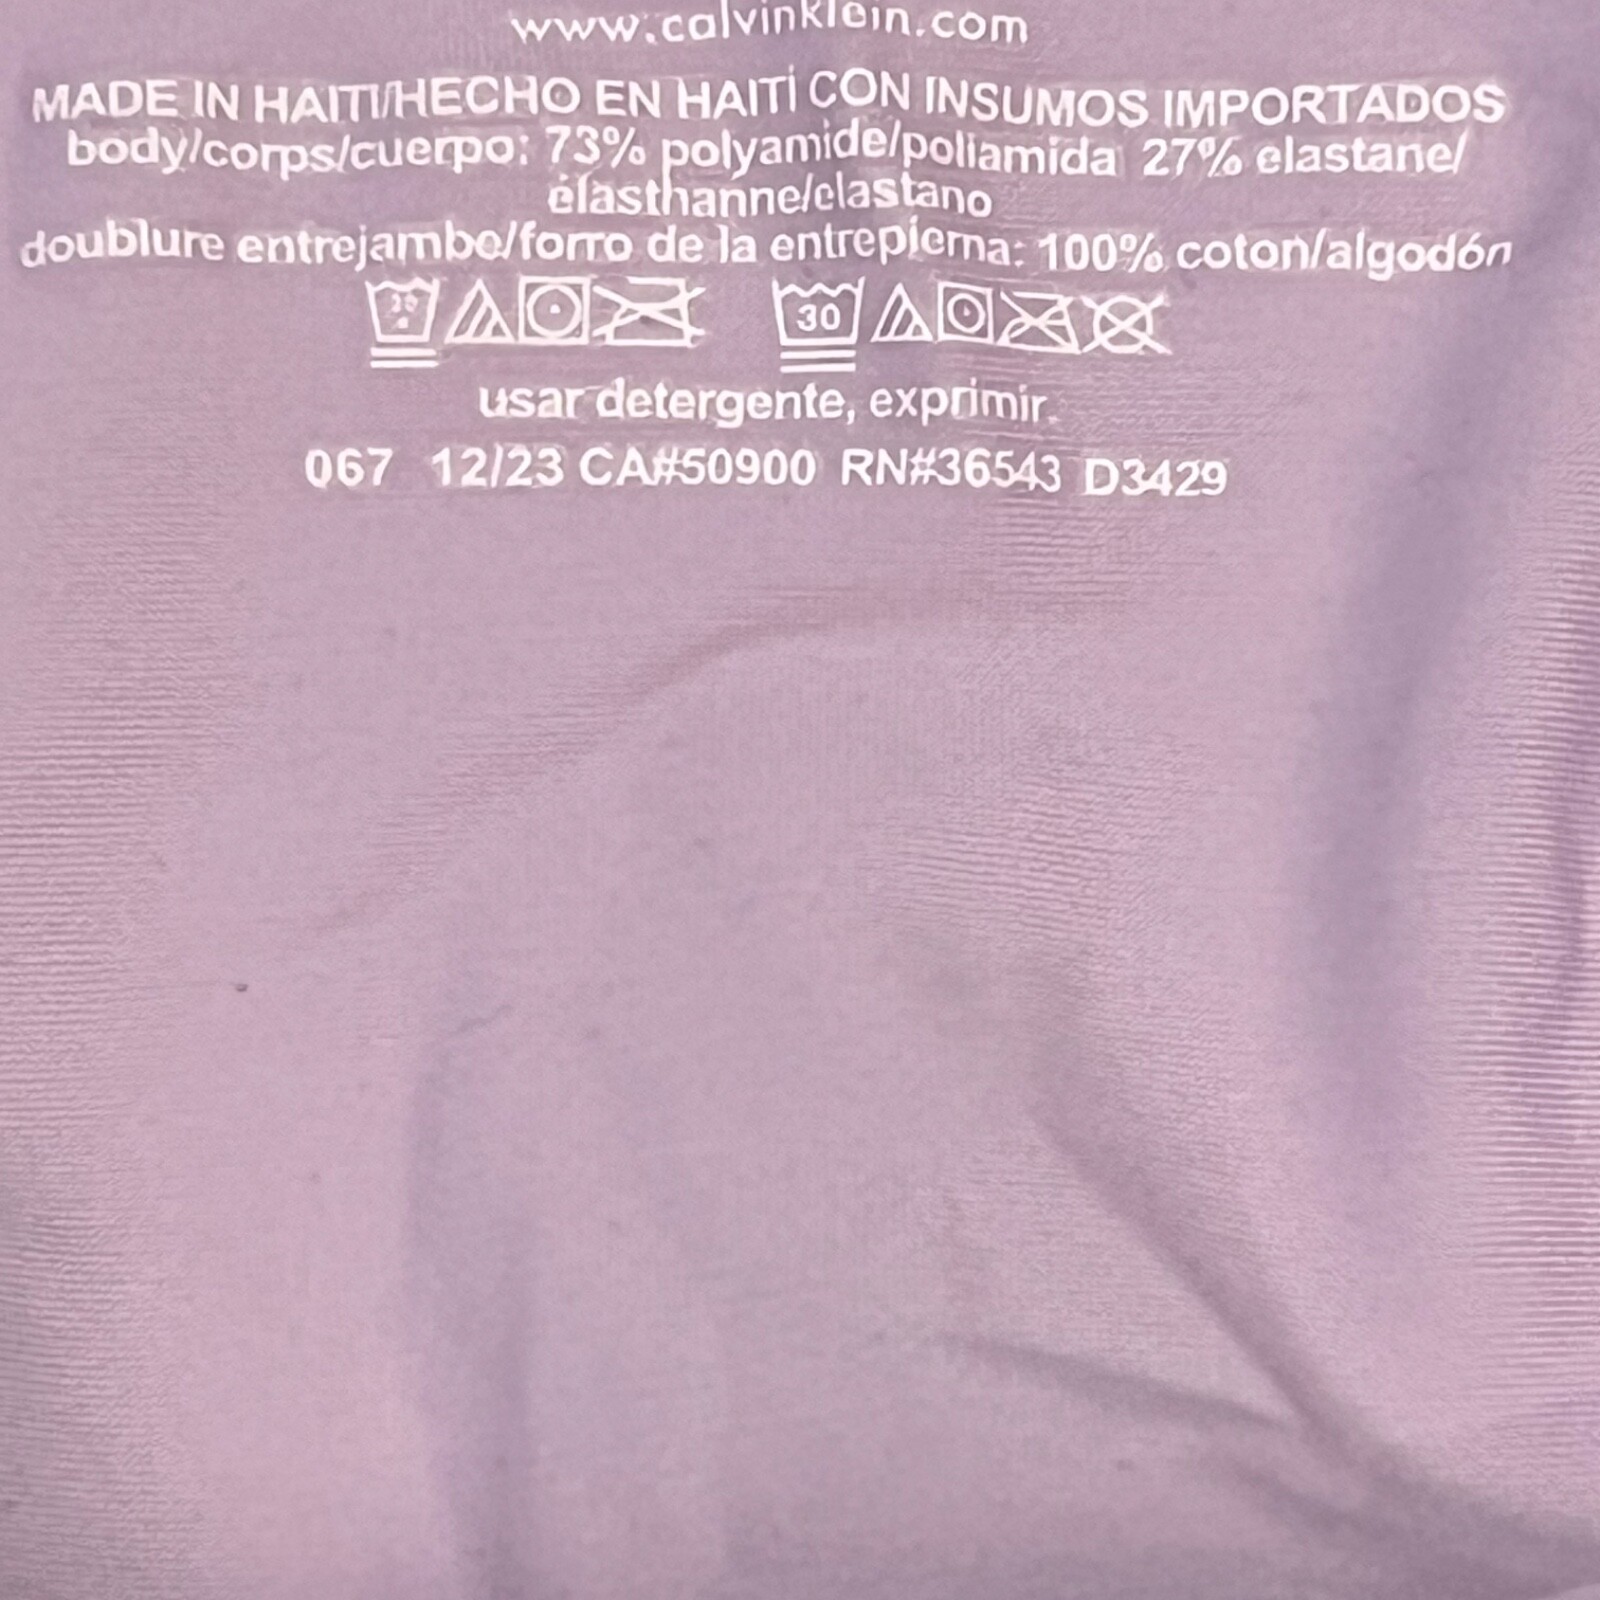 www.calvinklein.com
MADE IN HAITI/HECHO EN HAITÍ CON INSUMOS IMPORTADOS
body/corps/cuerpo: 73% polyamide/poliamida 27% elastane/
élasthanne/elastano
doublure entrejambe/forro de la entrepierna: 100% coton/algodón
30 30
usar detergente, exprimir.
067 12/23 CA#50900 RN#36543 D3429